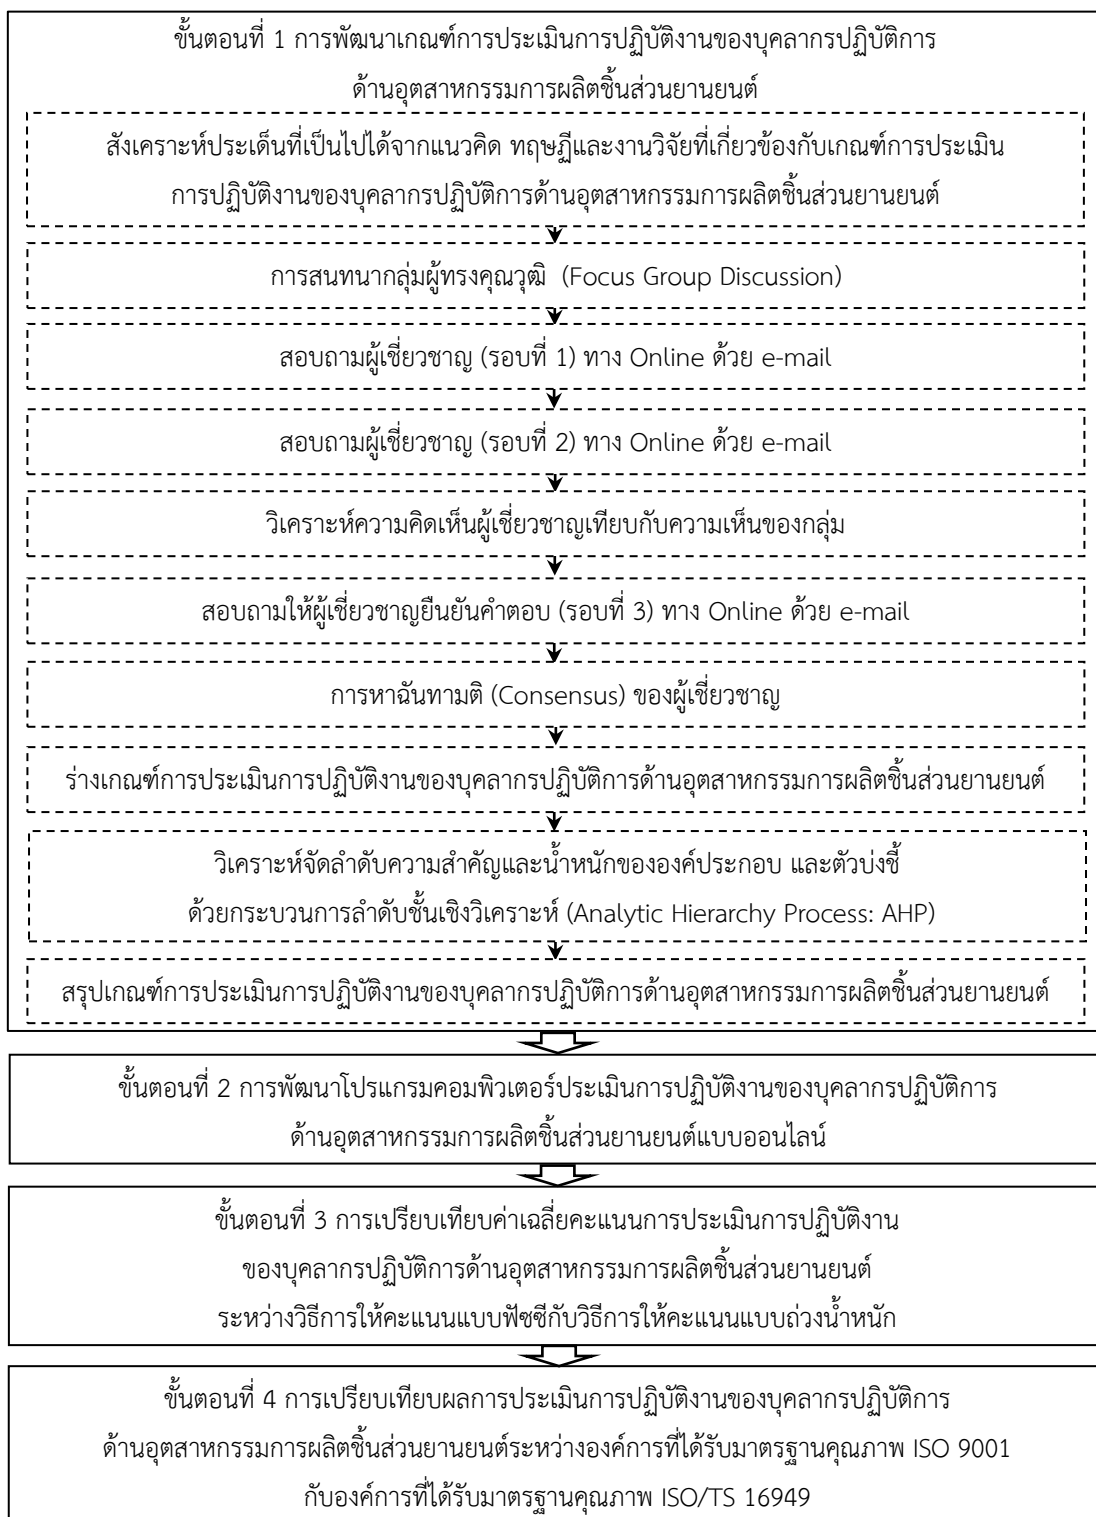 ขั้นตอนที่ 1 การพัฒนาเกณฑ์การประเมินการปฏิบัติงานของบุคลากรปฏิบัติการ
ด้านอุตสาหกรรมการผลิตชิ้นส่วนยานยนต์
สังเคราะห์ประเด็นที่เป็นไปได้จากแนวคิด ทฤษฏีและงานวิจัยที่เกี่ยวข้องกับเกณฑ์การประเมิน
การปฏิบัติงานของบุคลากรปฏิบัติการด้านอุตสาหกรรมการผลิตชิ้นส่วนยานยนต์
การสนทนากลุ่มผู้ทรงคุณวุฒิ (Focus Group Discussion)
สอบถามผู้เชี่ยวชาญ (รอบที่ 1) ทาง Online ด้วย e-mail
สอบถามผู้เชี่ยวชาญ (รอบที่ 2) ทาง Online ด้วย e-mail
วิเคราะห์ความคิดเห็นผู้เชี่ยวชาญเทียบกับความเห็นของกลุ่ม
สอบถามให้ผู้เชี่ยวชาญยืนยันคำตอบ (รอบที่ 3) ทาง Online ด้วย e-mail
การหาฉันทามติ (Consensus) ของผู้เชี่ยวชาญ
ร่างเกณฑ์การประเมินการปฏิบัติงานของบุคลากรปฏิบัติการด้านอุตสาหกรรมการผลิตชิ้นส่วนยานยนต์
วิเคราะห์จัดลำดับความสำคัญและน้ำหนักขององค์ประกอบ และตัวบ่งชี้
ด้วยกระบวนการลำดับชั้นเชิงวิเคราะห์ (Analytic Hierarchy Process: AHP)
สรุปเกณฑ์การประเมินการปฏิบัติงานของบุคลากรปฏิบัติการด้านอุตสาหกรรมการผลิตชิ้นส่วนยานยนต์
ขั้นตอนที่ 2 การพัฒนาโปรแกรมคอมพิวเตอร์ประเมินการปฏิบัติงานของบุคลากรปฏิบัติการ
ด้านอุตสาหกรรมการผลิตชิ้นส่วนยานยนต์แบบออนไลน์
ขั้นตอนที่ 3 การเปรียบเทียบค่าเฉลี่ยคะแนนการประเมินการปฏิบัติงาน
ของบุคลากรปฏิบัติการด้านอุตสาหกรรมการผลิตชิ้นส่วนยานยนต์
ระหว่างวิธีการให้คะแนนแบบฟัซซีกับวิธีการให้คะแนนแบบถ่วงน้ำหนัก
ขั้นตอนที่ 4 การเปรียบเทียบผลการประเมินการปฏิบัติงานของบุคลากรปฏิบัติการ
ด้านอุตสาหกรรมการผลิตชิ้นส่วนยานยนต์ระหว่างองค์การที่ได้รับมาตรฐานคุณภาพ ISO 9001
กับองค์การที่ได้รับมาตรฐานคุณภาพ ISO/TS 16949